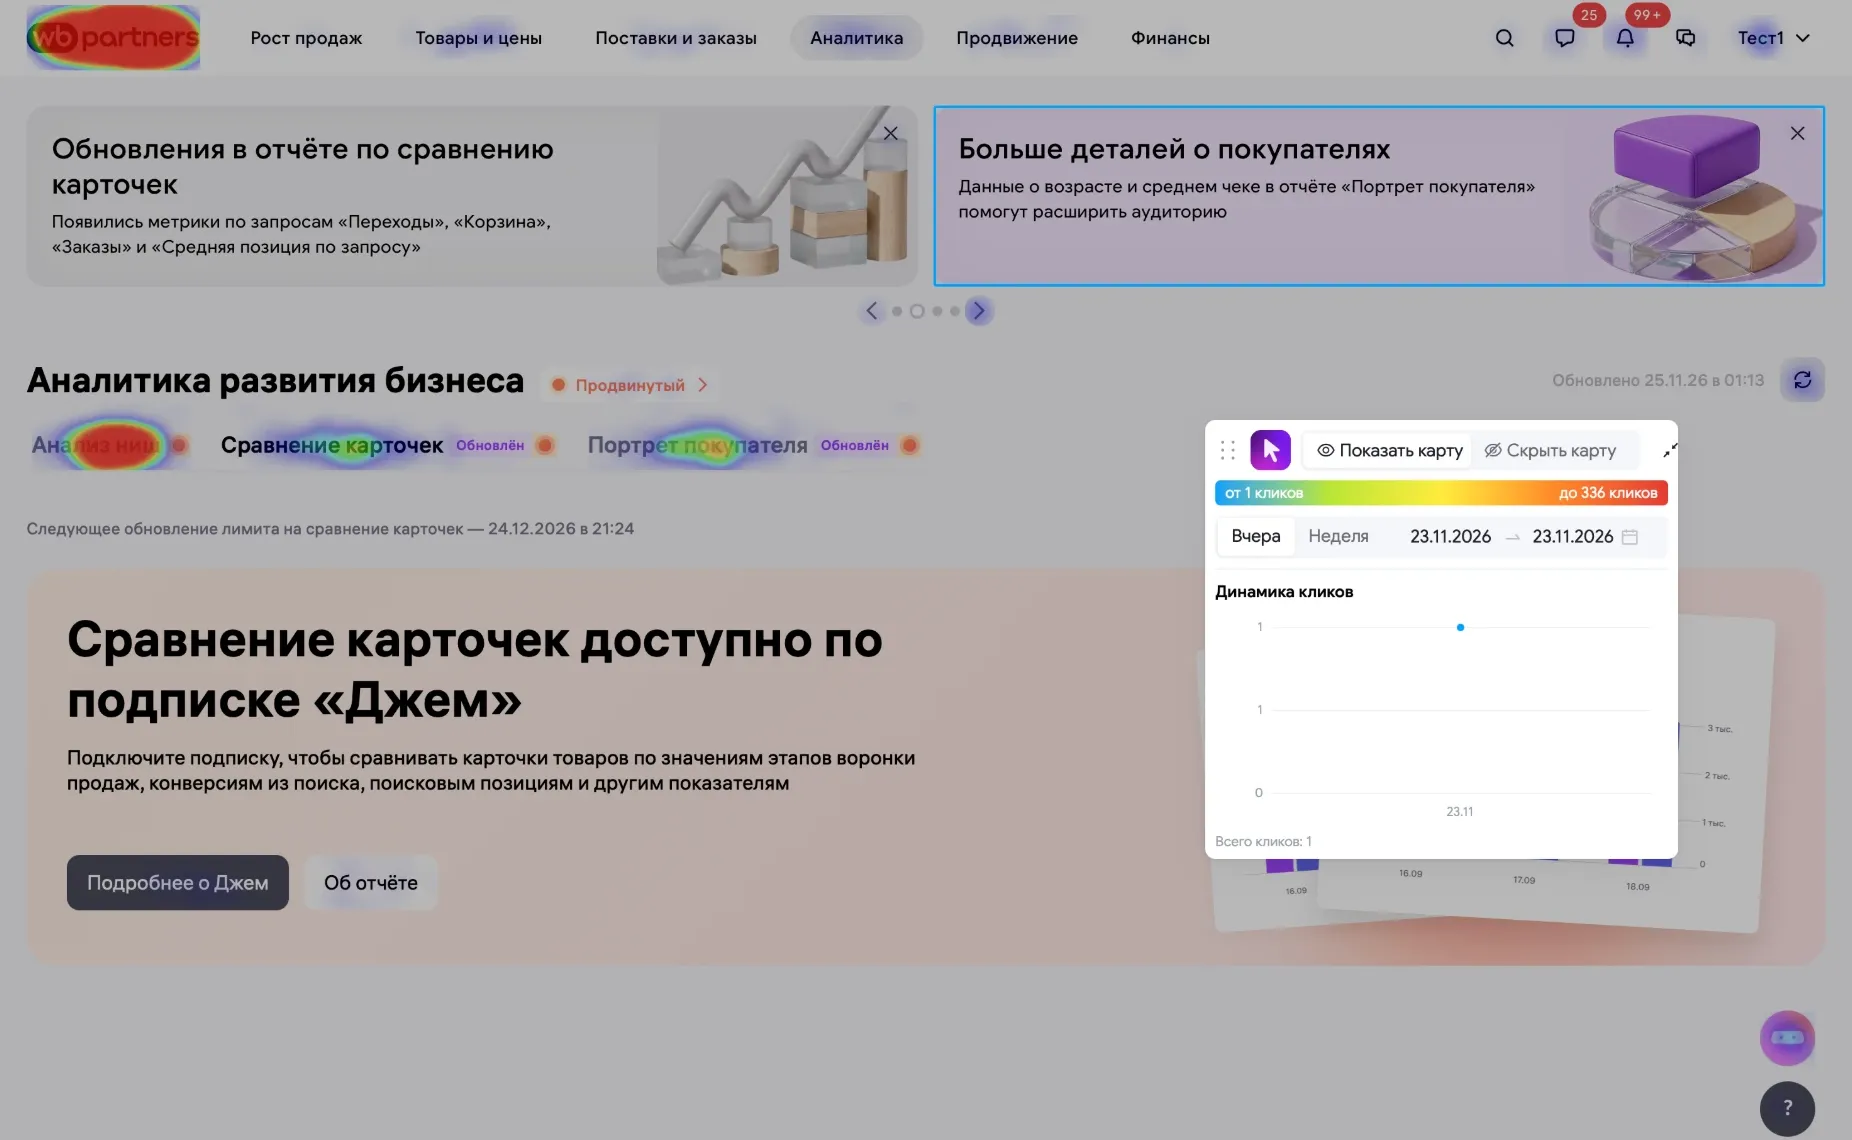 wb partners
Рост продаж
Товары и цены
Поставки и заказы
Аналитика
Продвижение
Финансы
25
99+
Тест1
Обновления в отчёте по сравнению
карточек
Появились метрики по запросам «Переходы», «Корзина»,
«Заказы» и «Средняя позиция по запросу»
Больше деталей о покупателях
Данные о возрасте и среднем чеке в отчёте «Портрет покупателя»
помогут расширить аудиторию
Аналитика развития бизнеса
Продвинутый
Обновлено 25.11.26 в 01:13
Анализ ниш
Сравнение карточек Обновлён
Портрет покупателя Обновлён
Следующее обновление лимита на сравнение карточек — 24.12.2026 в 21:24
Показать карту
Скрыть карту
от 1 кликов
до 336 кликов
Вчера
Неделя
23.11.2026 → 23.11.2026
Динамика кликов
1
1
0
23.11
Всего кликов: 1
Сравнение карточек доступно по
подписке «Джем»
Подключите подписку, чтобы сравнивать карточки товаров по значениям этапов воронки
продаж, конверсиям из поиска, поисковым позициям и другим показателям
Подробнее о Джем
Об отчёте
3 тыс.
2 тыс.
1 тыс.
0
16.09
16.09
17.09
18.09
?